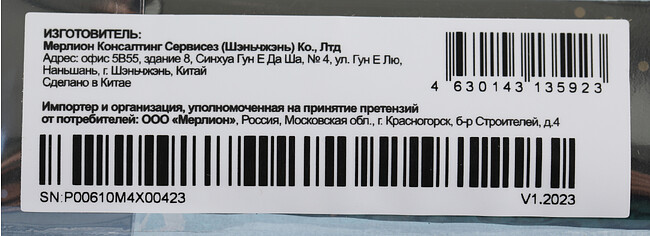 ИЗГОТОВИТЕЛЬ:
Мерлион Консалтинг Сервисез (Шэньчжэнь) Ко., Лтд
Адрес: офис 5B55, здание 8, Синхуа Гун Е Да Ша, № 4, ул. Гун Е Лю,
Наньшань, г. Шэньчжэнь, Китай
Сделано в Китае
4 630143 135923
Импортер и организация, уполномоченная на принятие претензий
от потребителей: ООО «Мерлион», Россия, Московская обл., г. Красногорск, б-р Строителей, д.4
SN:P00610M4X00423
V1.2023